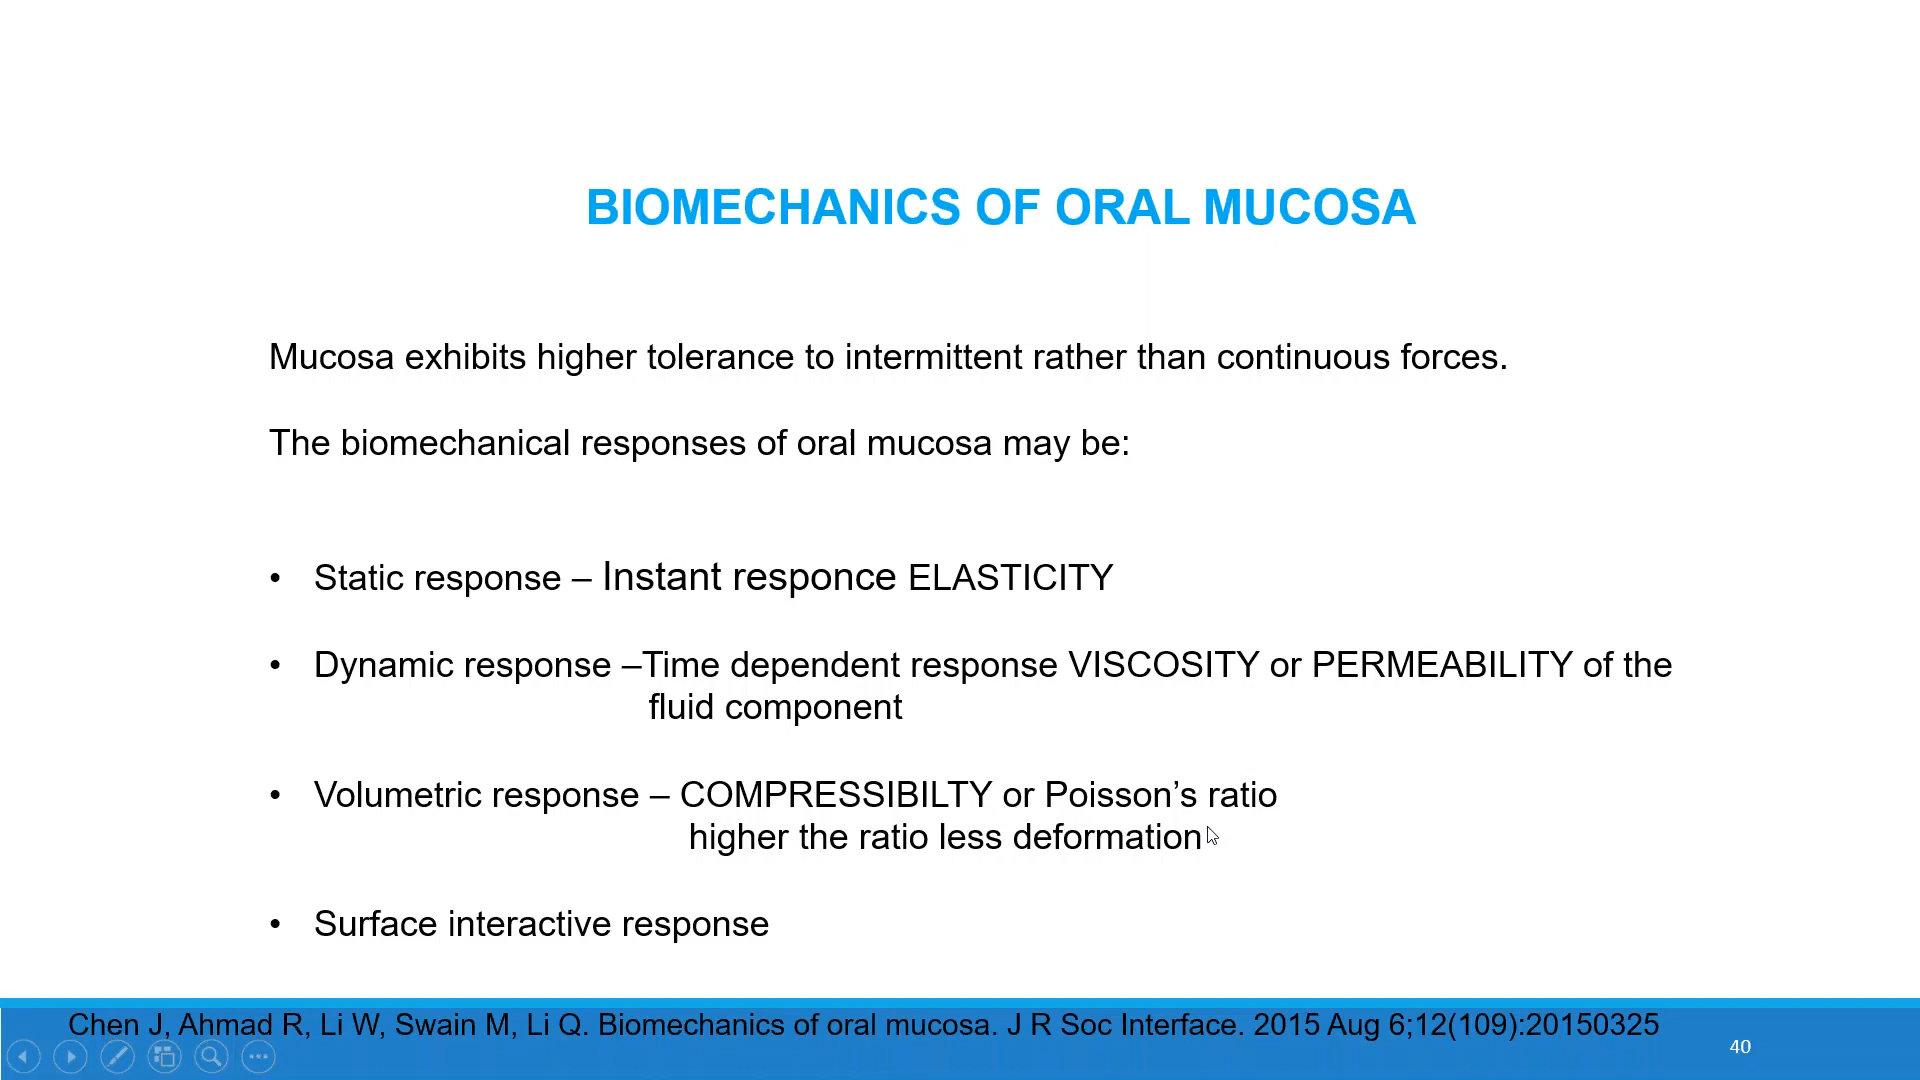 BIOMECHANICS OF ORAL MUCOSA
Mucosa exhibits higher tolerance to intermittent rather than continuous forces.
The biomechanical responses of oral mucosa may be:
• Static response – Instant responce ELASTICITY
• Dynamic response –Time dependent response VISCOSITY or PERMEABILITY of the
fluid component
• Volumetric response – COMPRESSIBILTY or Poisson’s ratio
higher the ratio less deformation
• Surface interactive response
Chen J, Ahmad R, Li W, Swain M, Li Q. Biomechanics of oral mucosa. J R Soc Interface. 2015 Aug 6;12(109):20150325
40